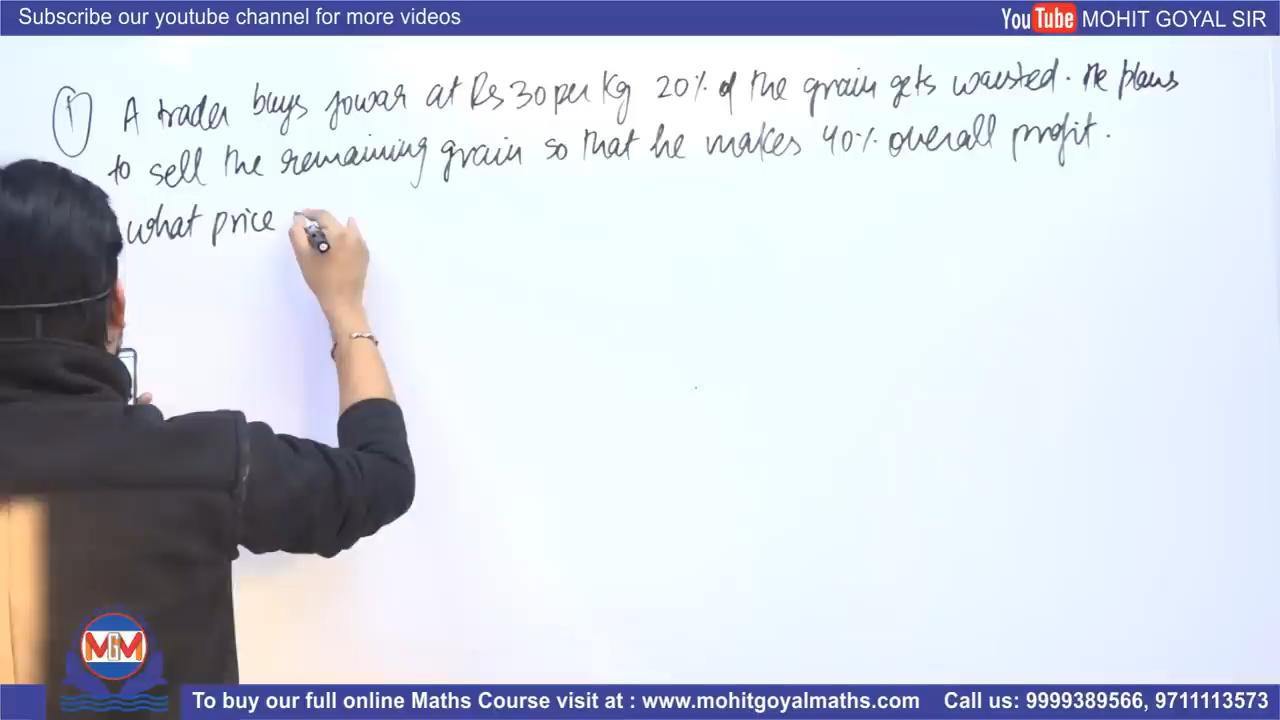 Subscribe our youtube channel for more videos
YouTube MOHIT GOYAL SIR
1 A trader buys jowar at Rs 30 per Kg 20% of the grain gets wasted. He plans
to sell the remaining grain so that he makes 40% overall profit.
what price
MGM
To buy our full online Maths Course visit at : www.mohitgoyalmaths.com Call us: 9999389566, 9711113573